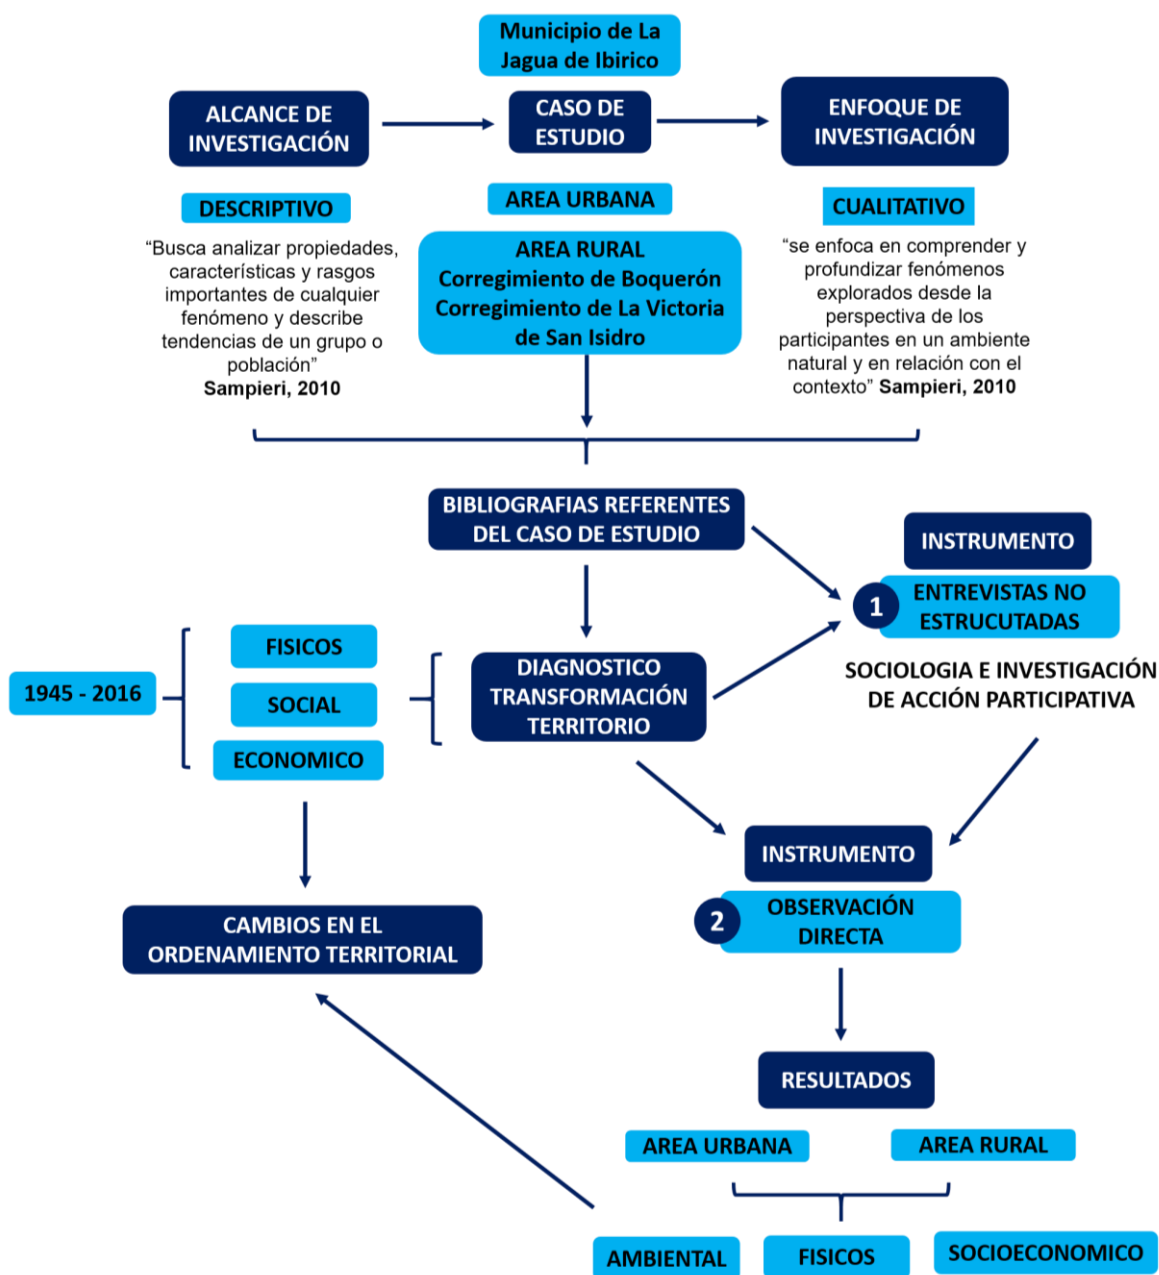 Municipio de La
Jagua de Ibirico
ALCANCE DE
INVESTIGACIÓN
CASO DE
ESTUDIO
ENFOQUE DE
INVESTIGACIÓN
DESCRIPTIVO
“Busca analizar propiedades,
características y rasgos
importantes de cualquier
fenómeno y describe
tendencias de un grupo o
población”
Sampieri, 2010
AREA URBANA
AREA RURAL
Corregimiento de Boquerón
Corregimiento de La Victoria
de San Isidro
CUALITATIVO
“se enfoca en comprender y
profundizar fenómenos
explorados desde la
perspectiva de los
participantes en un ambiente
natural y en relación con el
contexto” Sampieri, 2010
BIBLIOGRAFIAS REFERENTES
DEL CASO DE ESTUDIO
INSTRUMENTO
1
ENTREVISTAS NO
ESTRUCUTADAS
SOCIOLOGIA E INVESTIGACIÓN
DE ACCIÓN PARTICIPATIVA
1945 - 2016
FISICOS
SOCIAL
ECONOMICO
DIAGNOSTICO
TRANSFORMACIÓN
TERRITORIO
INSTRUMENTO
2
OBSERVACIÓN
DIRECTA
CAMBIOS EN EL
ORDENAMIENTO TERRITORIAL
RESULTADOS
AREA URBANA
AREA RURAL
AMBIENTAL
FISICOS
SOCIOECONOMICO